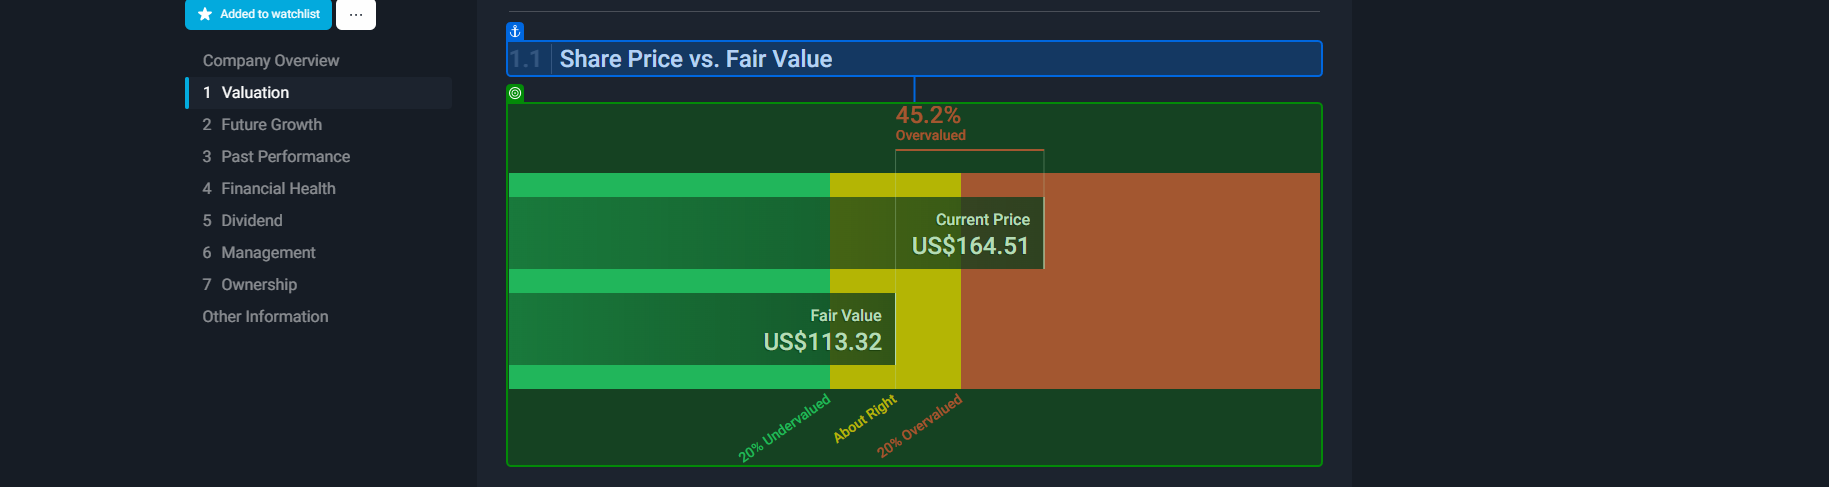 Added to watchlist
...
Company Overview
1 Valuation
2 Future Growth
3 Past Performance
4 Financial Health
5 Dividend
6 Management
7 Ownership
Other Information
1.1 Share Price vs. Fair Value
45.2%
Overvalued
Current Price
US$164.51
Fair Value
US$113.32
20% Undervalued
About Right
20% Overvalued